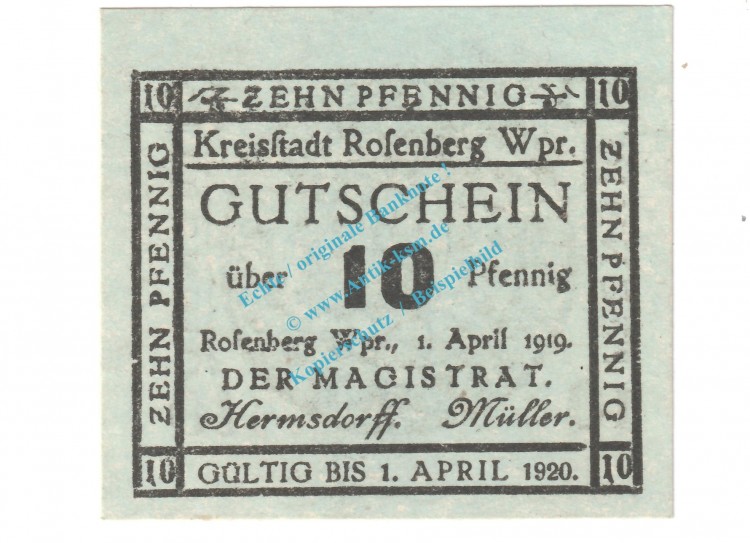 10 ZEHN PFENNIG 10
Kreisſtadt Roſenberg Wpr.
GUTSCHEIN
über 10 Pfennig
Roſenberg Wpr., 1. April 1919.
DER MAGISTRAT.
Hermsdorff. Müller.
10 GÜLTIG BIS 1. APRIL 1920. 10
ZEHN PFENNIG
ZEHN PFENNIG
Echte / originale Banknote !
© www.Antik-ksm.de
Kopierschutz / Beispielbild